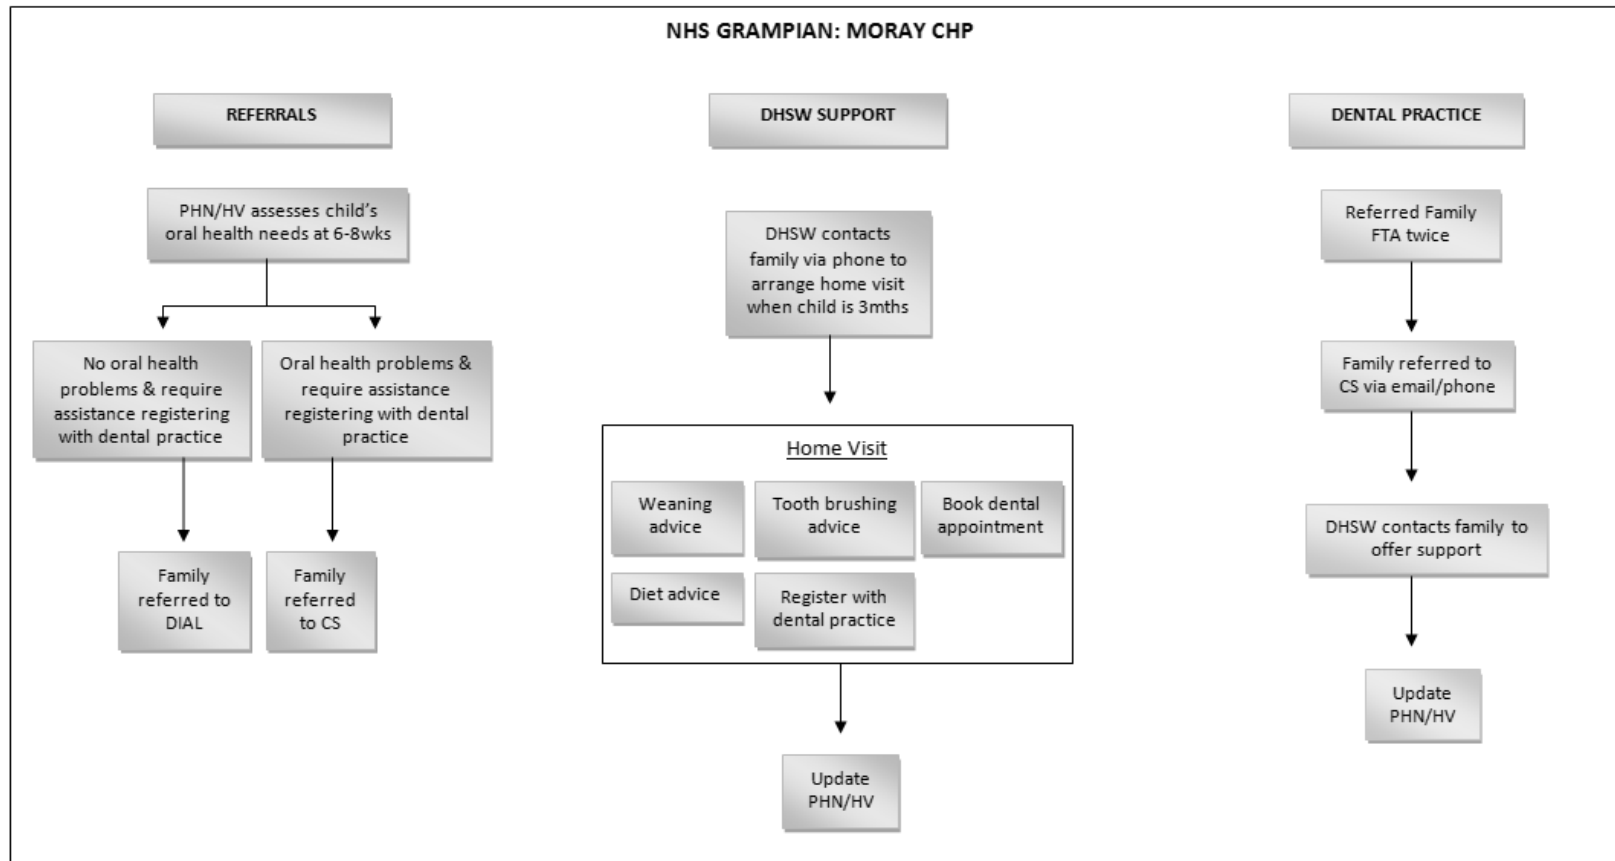 NHS GRAMPIAN: MORAY CHP
REFERRALS
PHN/HV assesses child's
oral health needs at 6-8wks
No oral health
problems & require
assistance registering
with dental practice
Oral health problems &
require assistance
registering with dental
practice
Family
referred to
DIAL
Family
referred
to CS
DHSW SUPPORT
DHSW contacts
family via phone to
arrange home visit
when child is 3mths
Home Visit
Weaning
advice
Tooth brushing
advice
Book dental
appointment
Diet advice
Register with
dental practice
Update
PHN/HV
DENTAL PRACTICE
Referred Family
FTA twice
Family referred to
CS via email/phone
DHSW contacts family to
offer support
Update
PHN/HV